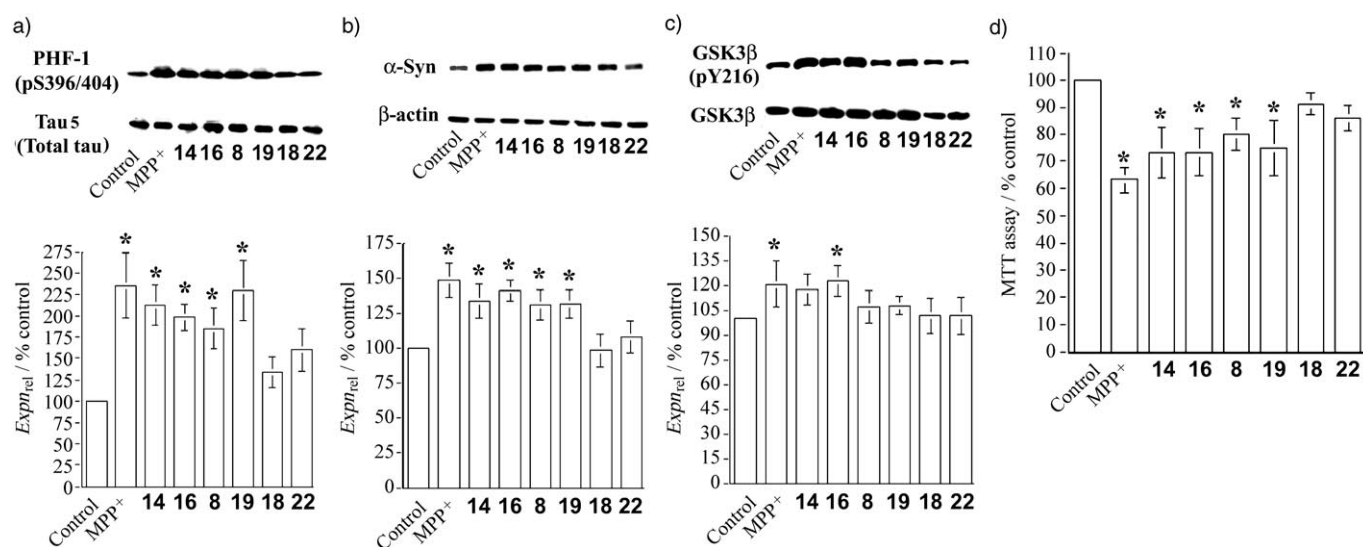 a)
PHF-1
(pS396/404)
Tau 5
(Total tau)
Control MPP+ 14 16 8 19 18 22
Expn_rel / % control
275
250
225
200
175
150
125
100
75
50
25
0
* * * * *
Control MPP+ 14 16 8 19 18 22
b)
α-Syn
β-actin
Control MPP+ 14 16 8 19 18 22
Expn_rel / % control
175
150
125
100
75
50
25
0
* * * * *
Control MPP+ 14 16 8 19 18 22
c)
GSK3β
(pY216)
GSK3β
Control MPP+ 14 16 8 19 18 22
Expn_rel / % control
150
135
120
105
90
75
60
45
30
15
0
* *
Control MPP+ 14 16 8 19 18 22
d)
MTT assay / % control
110
100
90
80
70
60
50
40
30
20
10
0
* * * * *
Control MPP+ 14 16 8 19 18 22